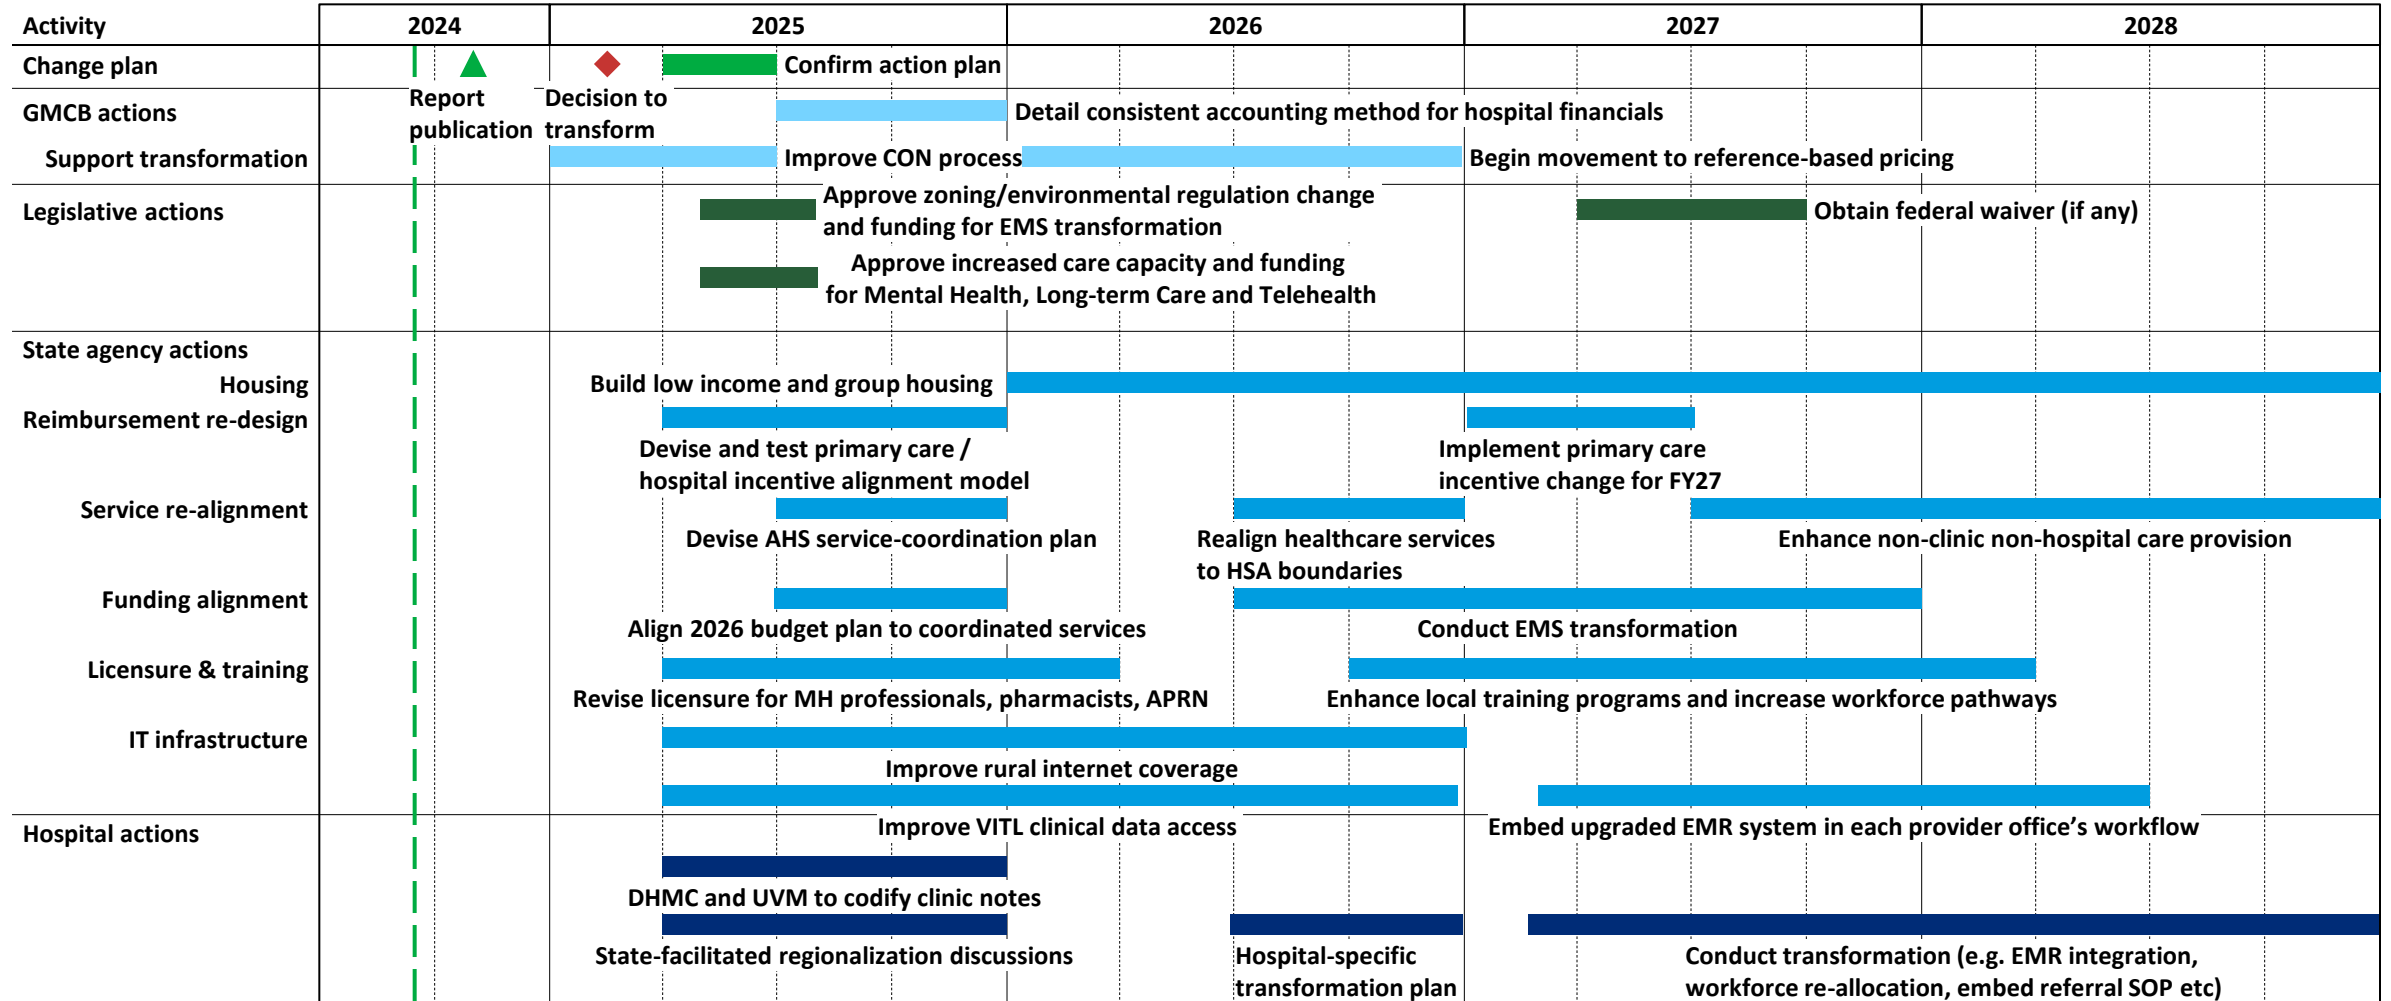 Activity
2024
2025
2026
2027
2028
Change plan
Confirm action plan
Report
publication
Decision to
transform
GMCB actions
Detail consistent accounting method for hospital financials
Support transformation
Improve CON process
Begin movement to reference-based pricing
Legislative actions
Approve zoning/environmental regulation change
and funding for EMS transformation
Obtain federal waiver (if any)
Approve increased care capacity and funding
for Mental Health, Long-term Care and Telehealth
State agency actions
Housing
Build low income and group housing
Reimbursement re-design
Devise and test primary care /
hospital incentive alignment model
Implement primary care
incentive change for FY27
Service re-alignment
Devise AHS service-coordination plan
Realign healthcare services
to HSA boundaries
Enhance non-clinic non-hospital care provision
Funding alignment
Align 2026 budget plan to coordinated services
Conduct EMS transformation
Licensure & training
Revise licensure for MH professionals, pharmacists, APRN
Enhance local training programs and increase workforce pathways
IT infrastructure
Improve rural internet coverage
Improve VITL clinical data access
Embed upgraded EMR system in each provider office’s workflow
Hospital actions
DHMC and UVM to codify clinic notes
State-facilitated regionalization discussions
Hospital-specific
transformation plan
Conduct transformation (e.g. EMR integration,
workforce re-allocation, embed referral SOP etc)